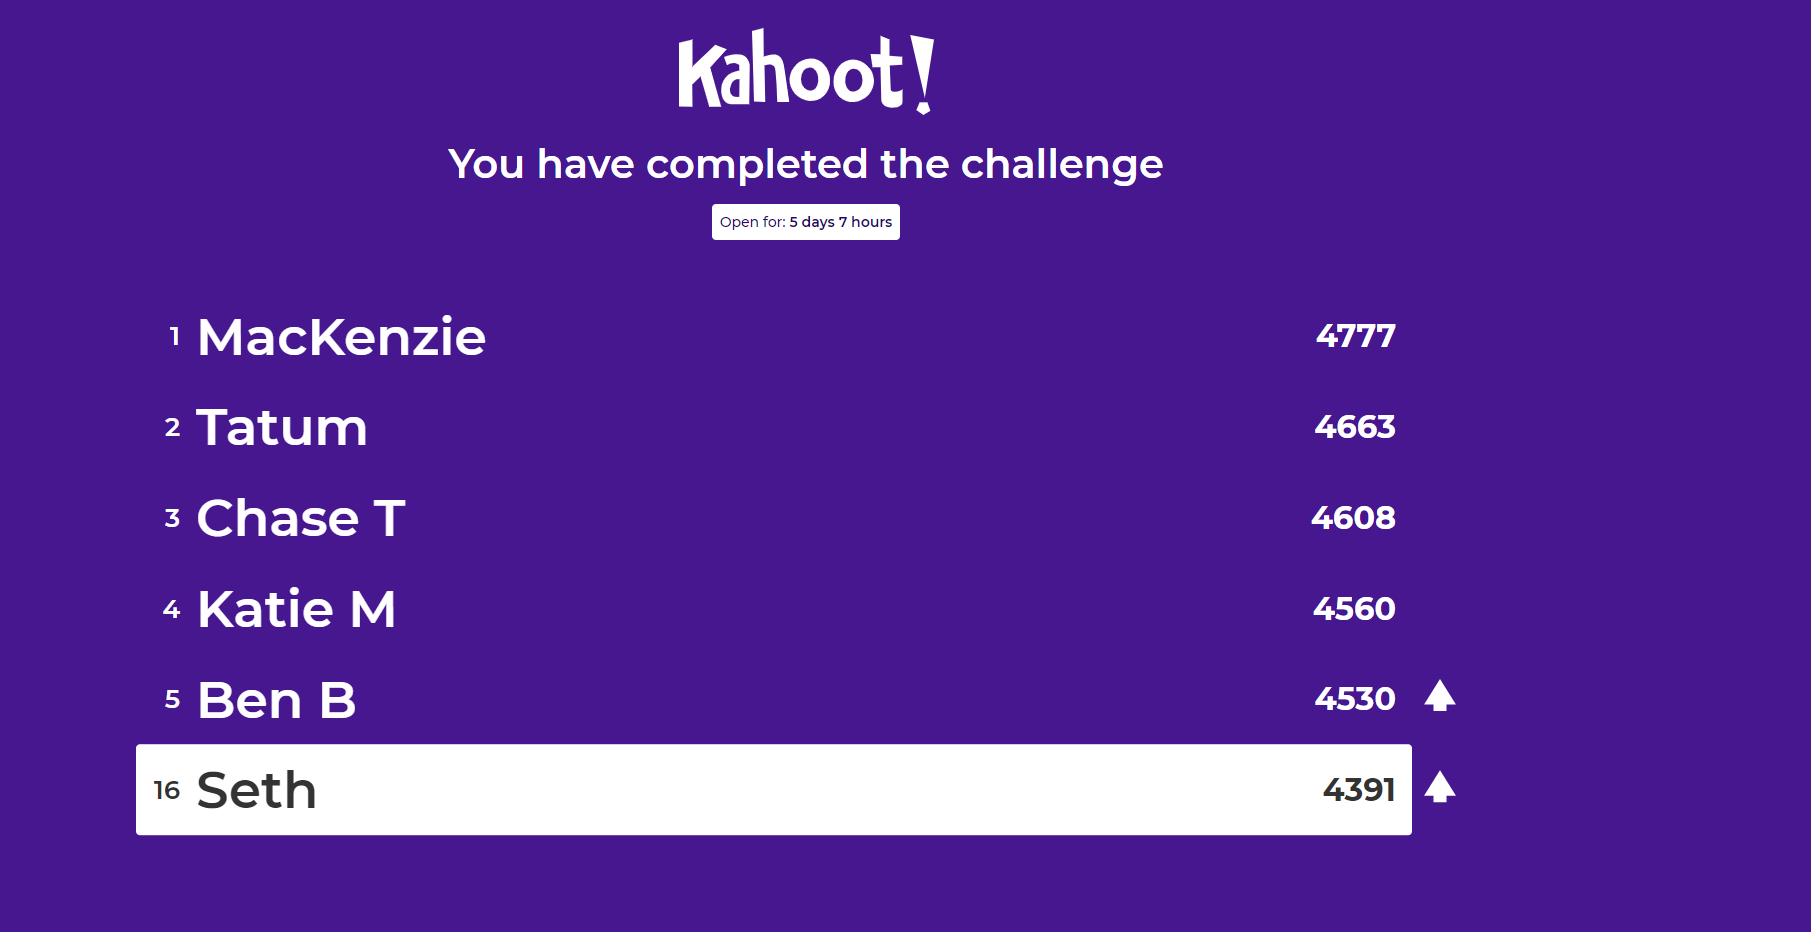 Kahoot!
You have completed the challenge
Open for: 5 days 7 hours
1 MacKenzie 4777
2 Tatum 4663
3 Chase T 4608
4 Katie M 4560
5 Ben B 4530
16 Seth 4391